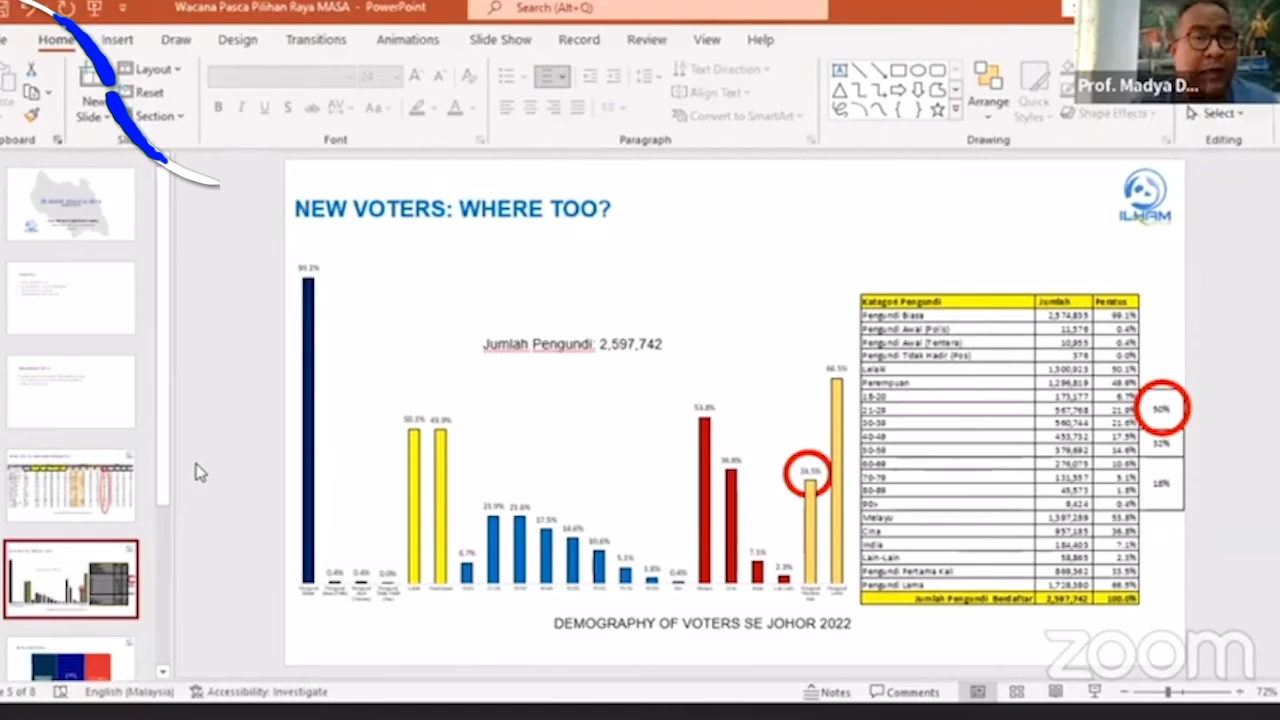 Wacana Pasca Pilihan Raya MASA - PowerPoint
Search (Alt+Q)
Home Insert Draw Design Transitions Animations Slide Show Record Review View Help
Layout
New Slide
Reset
Section
24
Text Direction
Align Text
Convert to SmartArt
Arrange
Quick Styles
Shape Effects
Select
Font Paragraph Drawing Editing
Prof. Madya D...
NEW VOTERS: WHERE TOO?
ILHAM
Jumlah Pengundi: 2,597,742
99.1%
0.4%
0.4%
0.0%
50.1%
49.9%
6.7%
21.9%
21.6%
17.5%
14.6%
10.6%
5.1%
1.8%
0.4%
53.8%
36.8%
7.1%
2.3%
33.5%
66.5%
Kategori Pengundi Jumlah Peratus
Pengundi Biasa 2,574,835 99.1%
Pengundi Awal (Polis) 11,576 0.4%
Pengundi Awal (Tentera) 10,955 0.4%
Pengundi Tidak Hadir (Pos) 376 0.0%
Lelaki 1,300,923 50.1%
Perempuan 1,296,819 49.9%
18-20 173,177 6.7%
21-29 567,768 21.9%
30-39 560,744 21.6%
40-49 453,732 17.5%
50-59 379,692 14.6%
60-69 276,075 10.6%
70-79 131,557 5.1%
80-89 45,573 1.8%
90> 9,424 0.4%
Melayu 1,397,289 53.8%
Cina 957,185 36.8%
India 184,403 7.1%
Lain-Lain 58,865 2.3%
Pengundi Pertama Kali 869,362 33.5%
Pengundi Lama 1,728,380 66.5%
Jumlah Pengundi Berdaftar 2,597,742 100.0%
50%
32%
18%
DEMOGRAPHY OF VOTERS SE JOHOR 2022
zoom
5 of 8 English (Malaysia) Accessibility: Investigate Notes Comments 72%